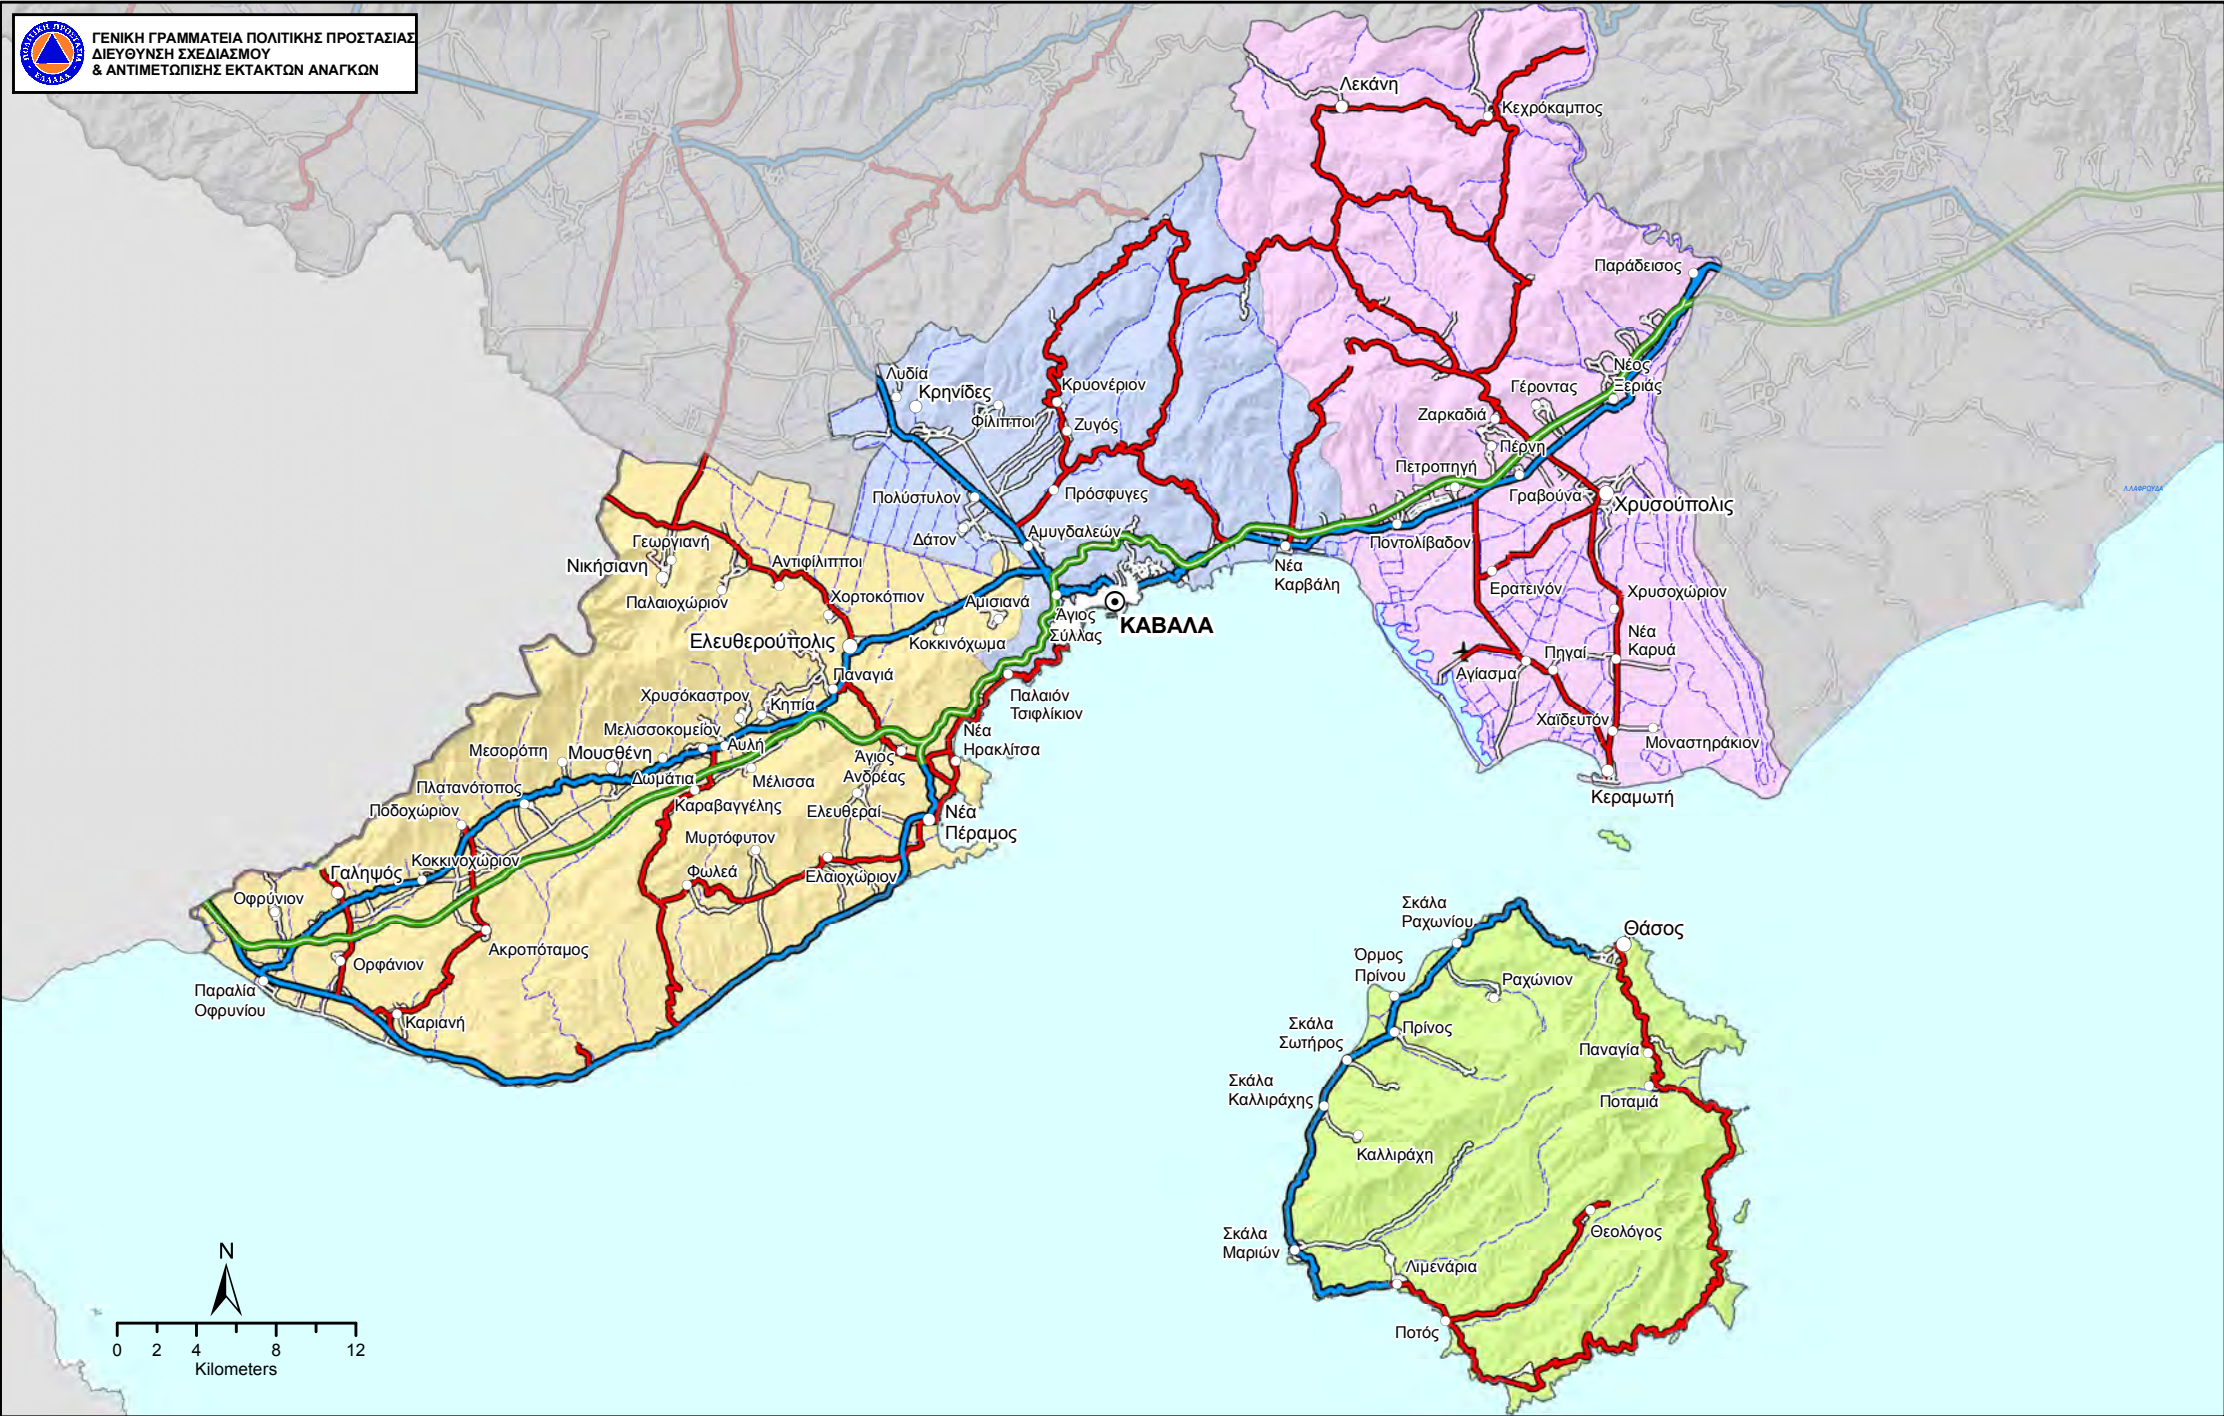 ΓΕΝΙΚΗ ΓΡΑΜΜΑΤΕΙΑ ΠΟΛΙΤΙΚΗΣ ΠΡΟΣΤΑΣΙΑΣ
ΔΙΕΥΘΥΝΣΗ ΣΧΕΔΙΑΣΜΟΥ
& ΑΝΤΙΜΕΤΩΠΙΣΗΣ ΕΚΤΑΚΤΩΝ ΑΝΑΓΚΩΝ
ΠΟΛΙΤΙΚΗ ΠΡΟΣΤΑΣΙΑ
ΕΛΛΑΔΑ
Λεκάνη
Κεχρόκαμπος
Παράδεισος
Λυδία
Κρηνίδες
Φίλιπποι
Κρυονέριον
Ζυγός
Νέος
Ξεριάς
Γέροντας
Ζαρκαδιά
Πέρνη
Πετροπηγή
Γραβούνα
Χρυσούπολις
Πολύστυλον
Πρόσφυγες
Δάτον
Αμυγδαλεών
Ποντολίβαδον
Νέα
Καρβάλη
Ερατεινόν
Χρυσοχώριον
Νέα
Καρυά
Πηγαί
Αγίασμα
Χαϊδευτόν
Μοναστηράκιον
Κεραμωτή
Γεωργιανή
Νικήσιανη
Παλαιοχώριον
Αντιφίλιπποι
Χορτοκόπιον
Αμισιανά
Κοκκινόχωμα
Άγιος
Σύλλας
ΚΑΒΑΛΑ
Ελευθερούπολις
Παναγιά
Χρυσόκαστρον
Κηπία
Παλαιόν
Τσιφλίκιον
Μελισσοκομείον
Αυλή
Νέα
Ηρακλίτσα
Μεσορόπη
Μουσθένη
Δωμάτια
Μέλισσα
Άγιος
Ανδρέας
Πλατανότοπος
Ποδοχώριον
Καραβαγγέλης
Ελευθεραί
Νέα
Πέραμος
Μυρτόφυτον
Κοκκινοχώριον
Γαληψός
Φωλεά
Ελαιοχώριον
Οφρύνιον
Ακροπόταμος
Ορφάνιον
Παραλία
Οφρυνίου
Καριανή
Σκάλα
Ραχωνίου
Θάσος
Όρμος
Πρίνου
Ραχώνιον
Σκάλα
Σωτήρος
Πρίνος
Παναγία
Σκάλα
Καλλιράχης
Ποταμιά
Καλλιράχη
Σκάλα
Μαριών
Θεολόγος
Λιμενάρια
Ποτός
N
0 2 4 8 12
Kilometers